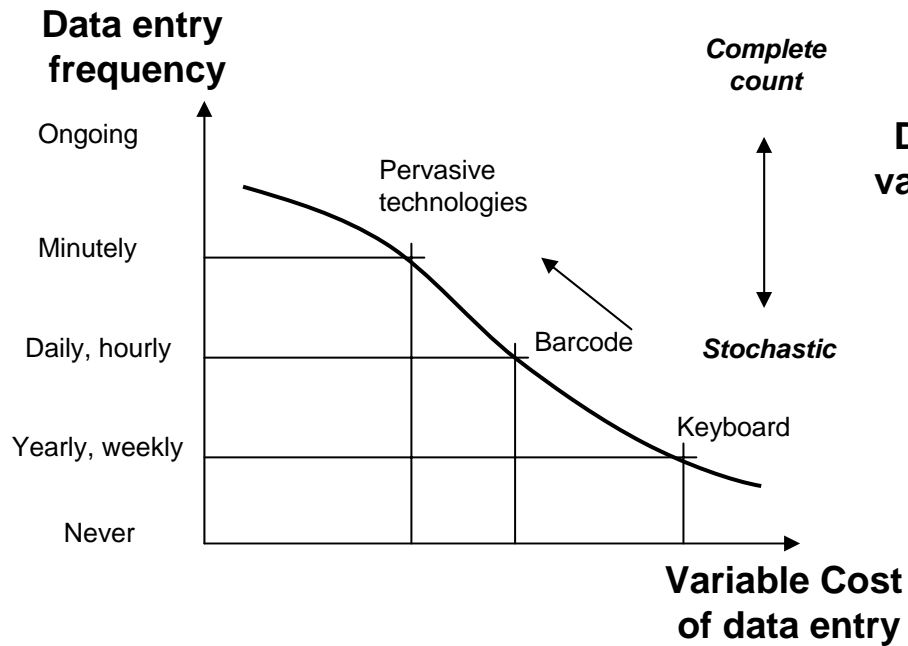 Data entry
frequency
Complete
count
Ongoing
Pervasive
technologies
Minutely
Daily, hourly
Barcode
Stochastic
Yearly, weekly
Keyboard
Never
Variable Cost
of data entry
D
va